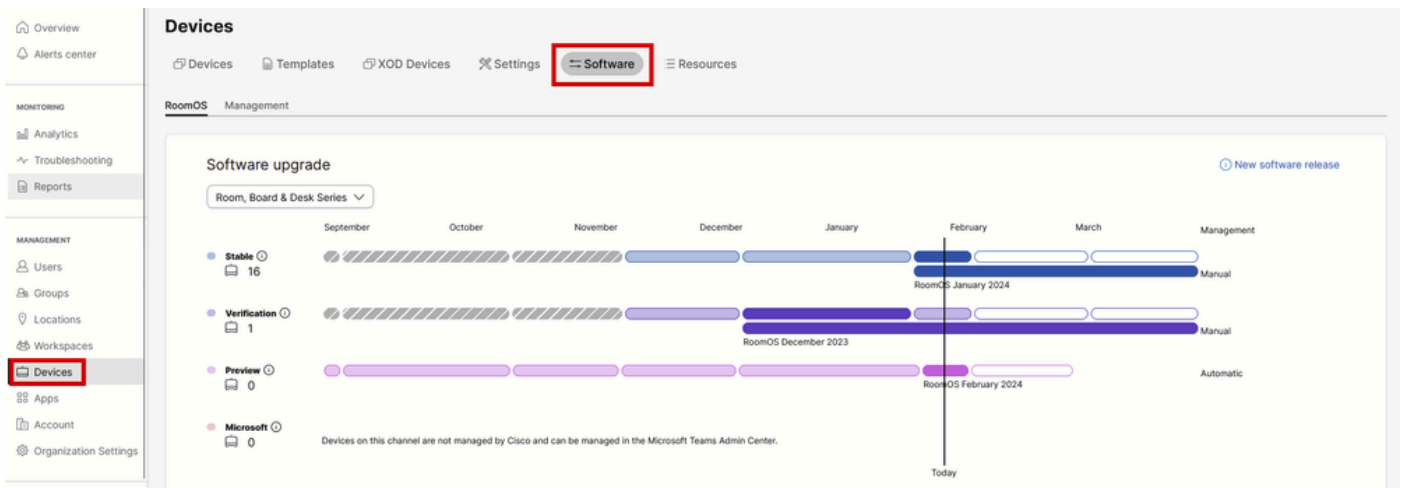 Overview
Alerts center
MONITORING
Analytics
Troubleshooting
Reports
MANAGEMENT
Users
Groups
Locations
Workspaces
Devices
Apps
Account
Organization Settings
Devices
Devices Templates XOD Devices Settings Software Resources
RoomOS Management
Software upgrade
New software release
Room, Board & Desk Series
September October November December January February March Management
Stable
16
Manual
RoomOS January 2024
Verification
1
Manual
RoomOS December 2023
Preview
0
Automatic
RoomOS February 2024
Microsoft
0
Devices on this channel are not managed by Cisco and can be managed in the Microsoft Teams Admin Center.
Today